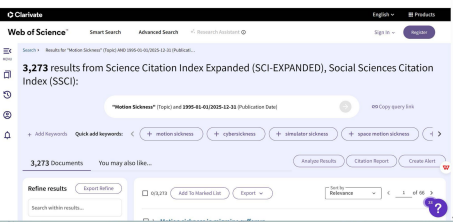 Clarivate
English
Products
Web of Science™
Smart Search
Advanced Search
Research Assistant
Sign In
Register
MENU
Search
Results for "Motion Sickness" (Topic) AND 1995-01-01/2025-12-31 (Publicati...
3,273 results from Science Citation Index Expanded (SCI-EXPANDED), Social Sciences Citation
Index (SSCI):
"Motion Sickness" (Topic) and 1995-01-01/2025-12-31 (Publication Date)
Copy query link
+ Add Keywords
Quick add keywords:
+ motion sickness
+ cybersickness
+ simulator sickness
+ space motion sickness
3,273 Documents
You may also like...
Analyze Results
Citation Report
Create Alert
Refine results
Export Refine
0/3,273
Add To Marked List
Export
Sort by
Relevance
1 of 66
Search within results...
?